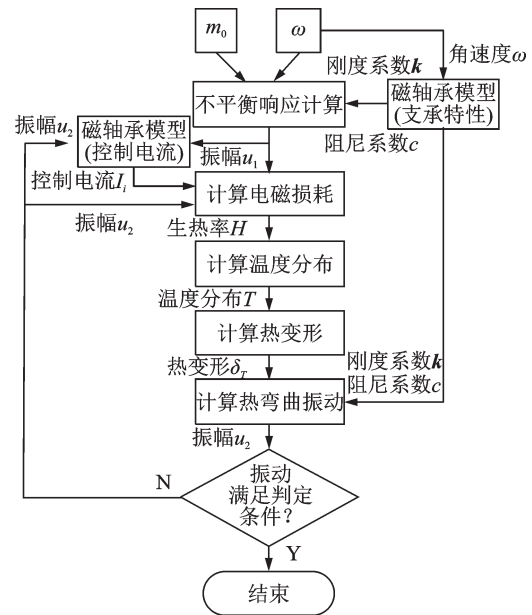 m₀
ω
角速度ω
刚度系数k
不平衡响应计算
磁轴承模型
(支承特性)
阻尼系数c
振幅u₂
磁轴承模型
(控制电流)
振幅u₁
控制电流Iᵢ
计算电磁损耗
振幅u₂
生热率H
计算温度分布
温度分布T
计算热变形
热变形δ_T
刚度系数k
阻尼系数c
计算热弯曲振动
振幅u₂
N
振动
满足判定
条件？
Y
结束